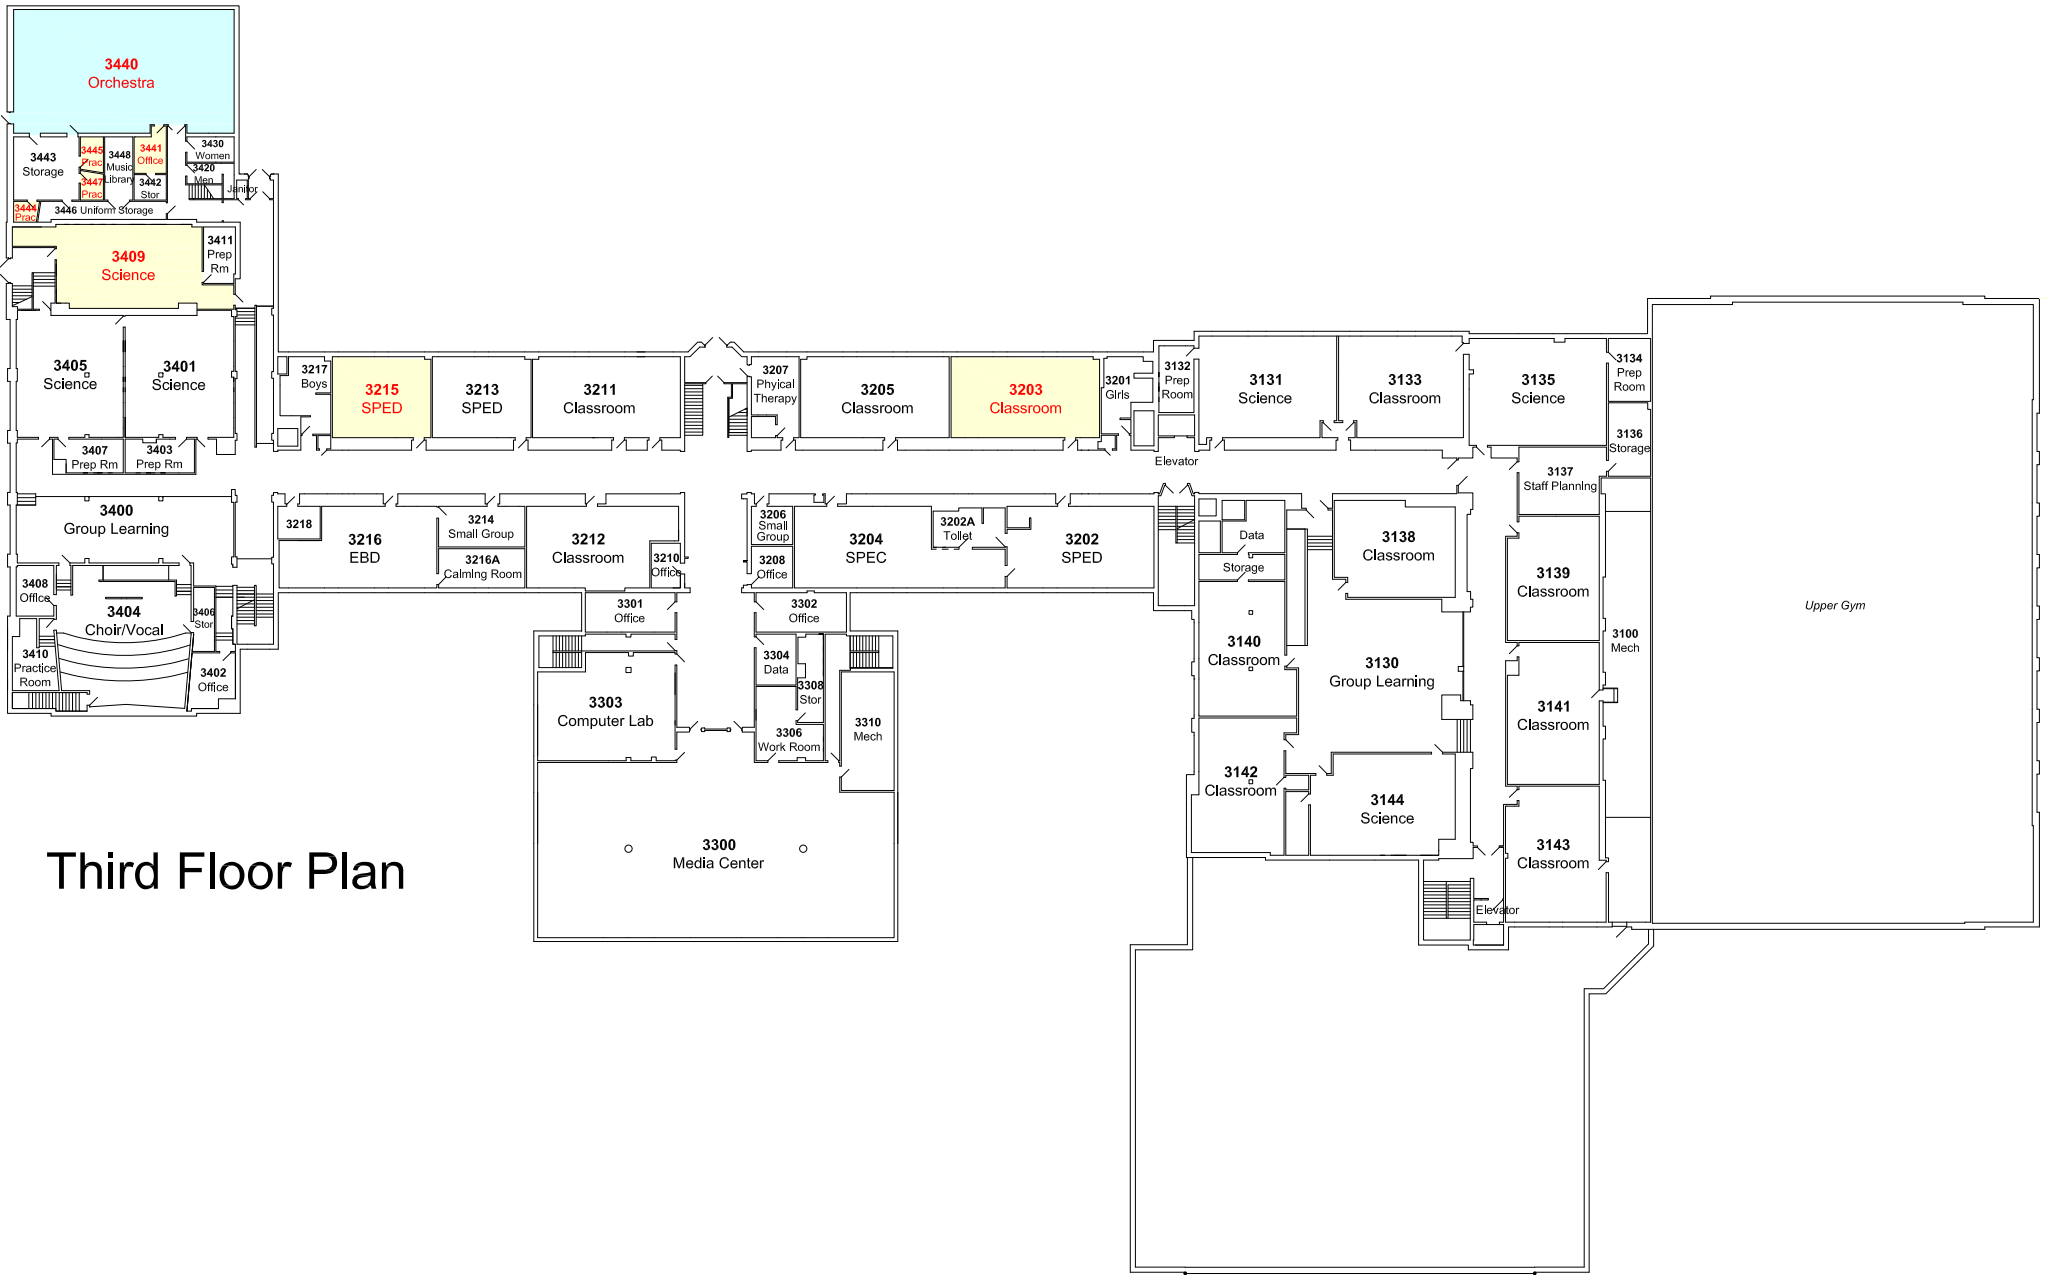 3440
Orchestra
3443
Storage
3445
Prac
3448
Music
Library
3441
Office
3430
Women
3420
Men
3447
Prac
3442
Stor
Janitor
3444
Prac
3446 Uniform Storage
3409
Science
3411
Prep
Rm
3405
Science
3401
Science
3407
Prep Rm
3403
Prep Rm
3400
Group Learning
3408
Office
3404
Choir/Vocal
3406
Stor
3410
Practice
Room
3402
Office
3217
Boys
3215
SPED
3213
SPED
3211
Classroom
3207
Phyical
Therapy
3205
Classroom
3203
Classroom
3201
Girls
3132
Prep
Room
3131
Science
3133
Classroom
3135
Science
3134
Prep
Room
3136
Storage
Elevator
3137
Staff Planning
3218
3216
EBD
3214
Small Group
3216A
Calming Room
3212
Classroom
3210
Office
3206
Small
Group
3208
Office
3204
SPEC
3202A
Toilet
3202
SPED
Data
Storage
3138
Classroom
3139
Classroom
3301
Office
3302
Office
3304
Data
3308
Stor
3303
Computer Lab
3306
Work Room
3310
Mech
3140
Classroom
3130
Group Learning
3100
Mech
Upper Gym
3141
Classroom
3142
Classroom
3144
Science
3143
Classroom
3300
Media Center
Elevator
Third Floor Plan